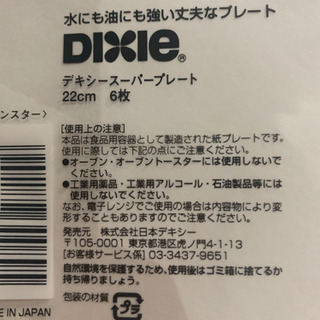 水にも油にも強い丈夫なプレート
DIXIE®
デキシースーパープレート
22cm 6枚
ンスター〉
[使用上の注意]
本品は食品用容器として製造された紙プレートです。
使用に際しては下記の点にご注意ください。
●オーブン・オーブントースターには使用しないで
ください。
●工業用薬品・工業用アルコール・石油製品等には
使用しないでください。
なお、電子レンジでご使用の場合は内容物により変
形することもありますのでご注意ください。
発売元 株式会社日本デキシー
〒105-0001 東京都港区虎ノ門4-1-13
[お客様サービス係] 03-3437-9651
自然環境を保護するため、使用後はゴミ箱に捨てるか
持ち帰りましょう。
E IN JAPAN
包装の材質:
プラ